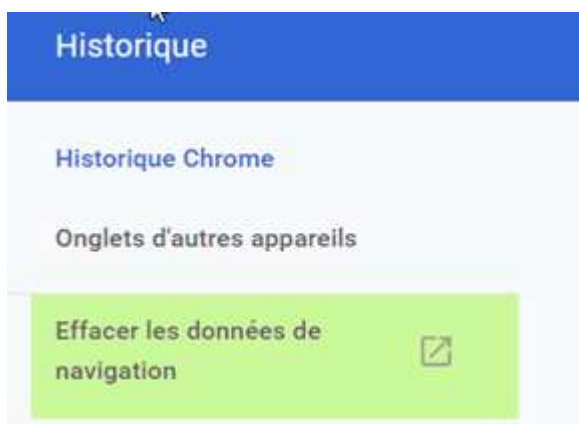 Historique
Historique Chrome
Onglets d'autres appareils
Effacer les données de
navigation